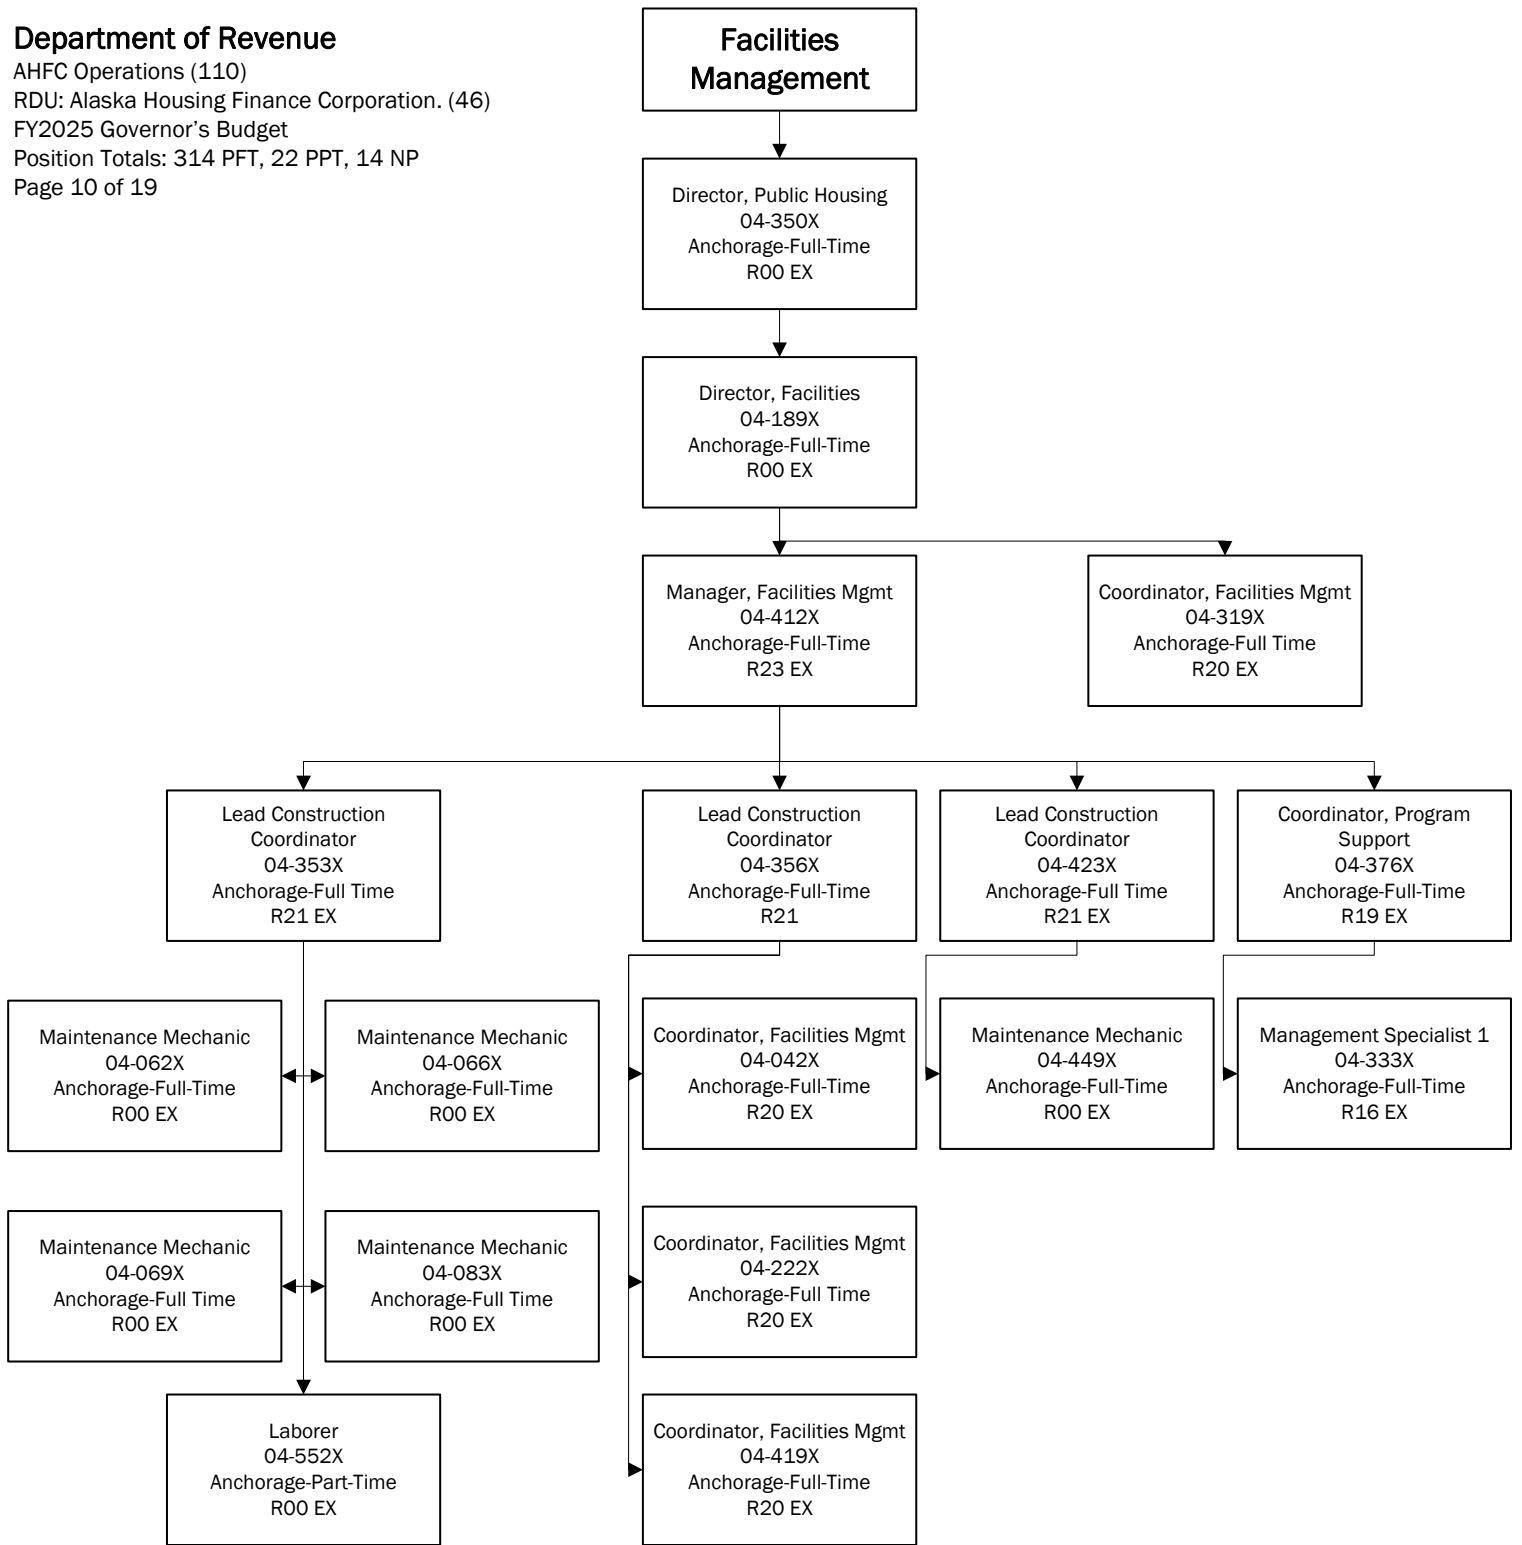 Department of Revenue
AHFC Operations (110)
RDU: Alaska Housing Finance Corporation. (46)
FY2025 Governor's Budget
Position Totals: 314 PFT, 22 PPT, 14 NP
Page 10 of 19
Facilities
Management
Director, Public Housing
04-350X
Anchorage-Full-Time
R00 EX
Director, Facilities
04-189X
Anchorage-Full-Time
R00 EX
Manager, Facilities Mgmt
04-412X
Anchorage-Full-Time
R23 EX
Coordinator, Facilities Mgmt
04-319X
Anchorage-Full Time
R20 EX
Lead Construction
Coordinator
04-353X
Anchorage-Full Time
R21 EX
Lead Construction
Coordinator
04-356X
Anchorage-Full-Time
R21
Lead Construction
Coordinator
04-423X
Anchorage-Full Time
R21 EX
Coordinator, Program
Support
04-376X
Anchorage-Full-Time
R19 EX
Maintenance Mechanic
04-062X
Anchorage-Full-Time
R00 EX
Maintenance Mechanic
04-066X
Anchorage-Full-Time
R00 EX
Coordinator, Facilities Mgmt
04-042X
Anchorage-Full-Time
R20 EX
Maintenance Mechanic
04-449X
Anchorage-Full-Time
R00 EX
Management Specialist 1
04-333X
Anchorage-Full-Time
R16 EX
Maintenance Mechanic
04-069X
Anchorage-Full Time
R00 EX
Maintenance Mechanic
04-083X
Anchorage-Full Time
R00 EX
Coordinator, Facilities Mgmt
04-222X
Anchorage-Full Time
R20 EX
Laborer
04-552X
Anchorage-Part-Time
R00 EX
Coordinator, Facilities Mgmt
04-419X
Anchorage-Full-Time
R20 EX